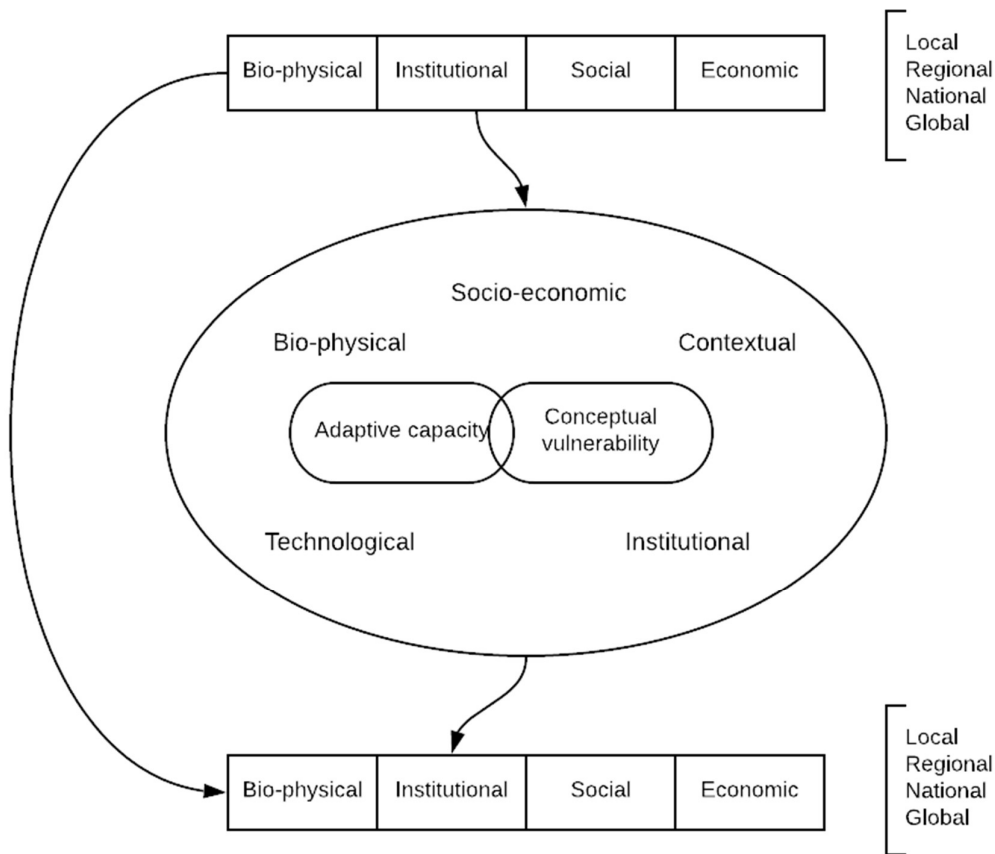 Bio-physical
Institutional
Social
Economic
Local
Regional
National
Global
Socio-economic
Bio-physical
Contextual
Adaptive capacity
Conceptual
vulnerability
Technological
Institutional
Bio-physical
Institutional
Social
Economic
Local
Regional
National
Global